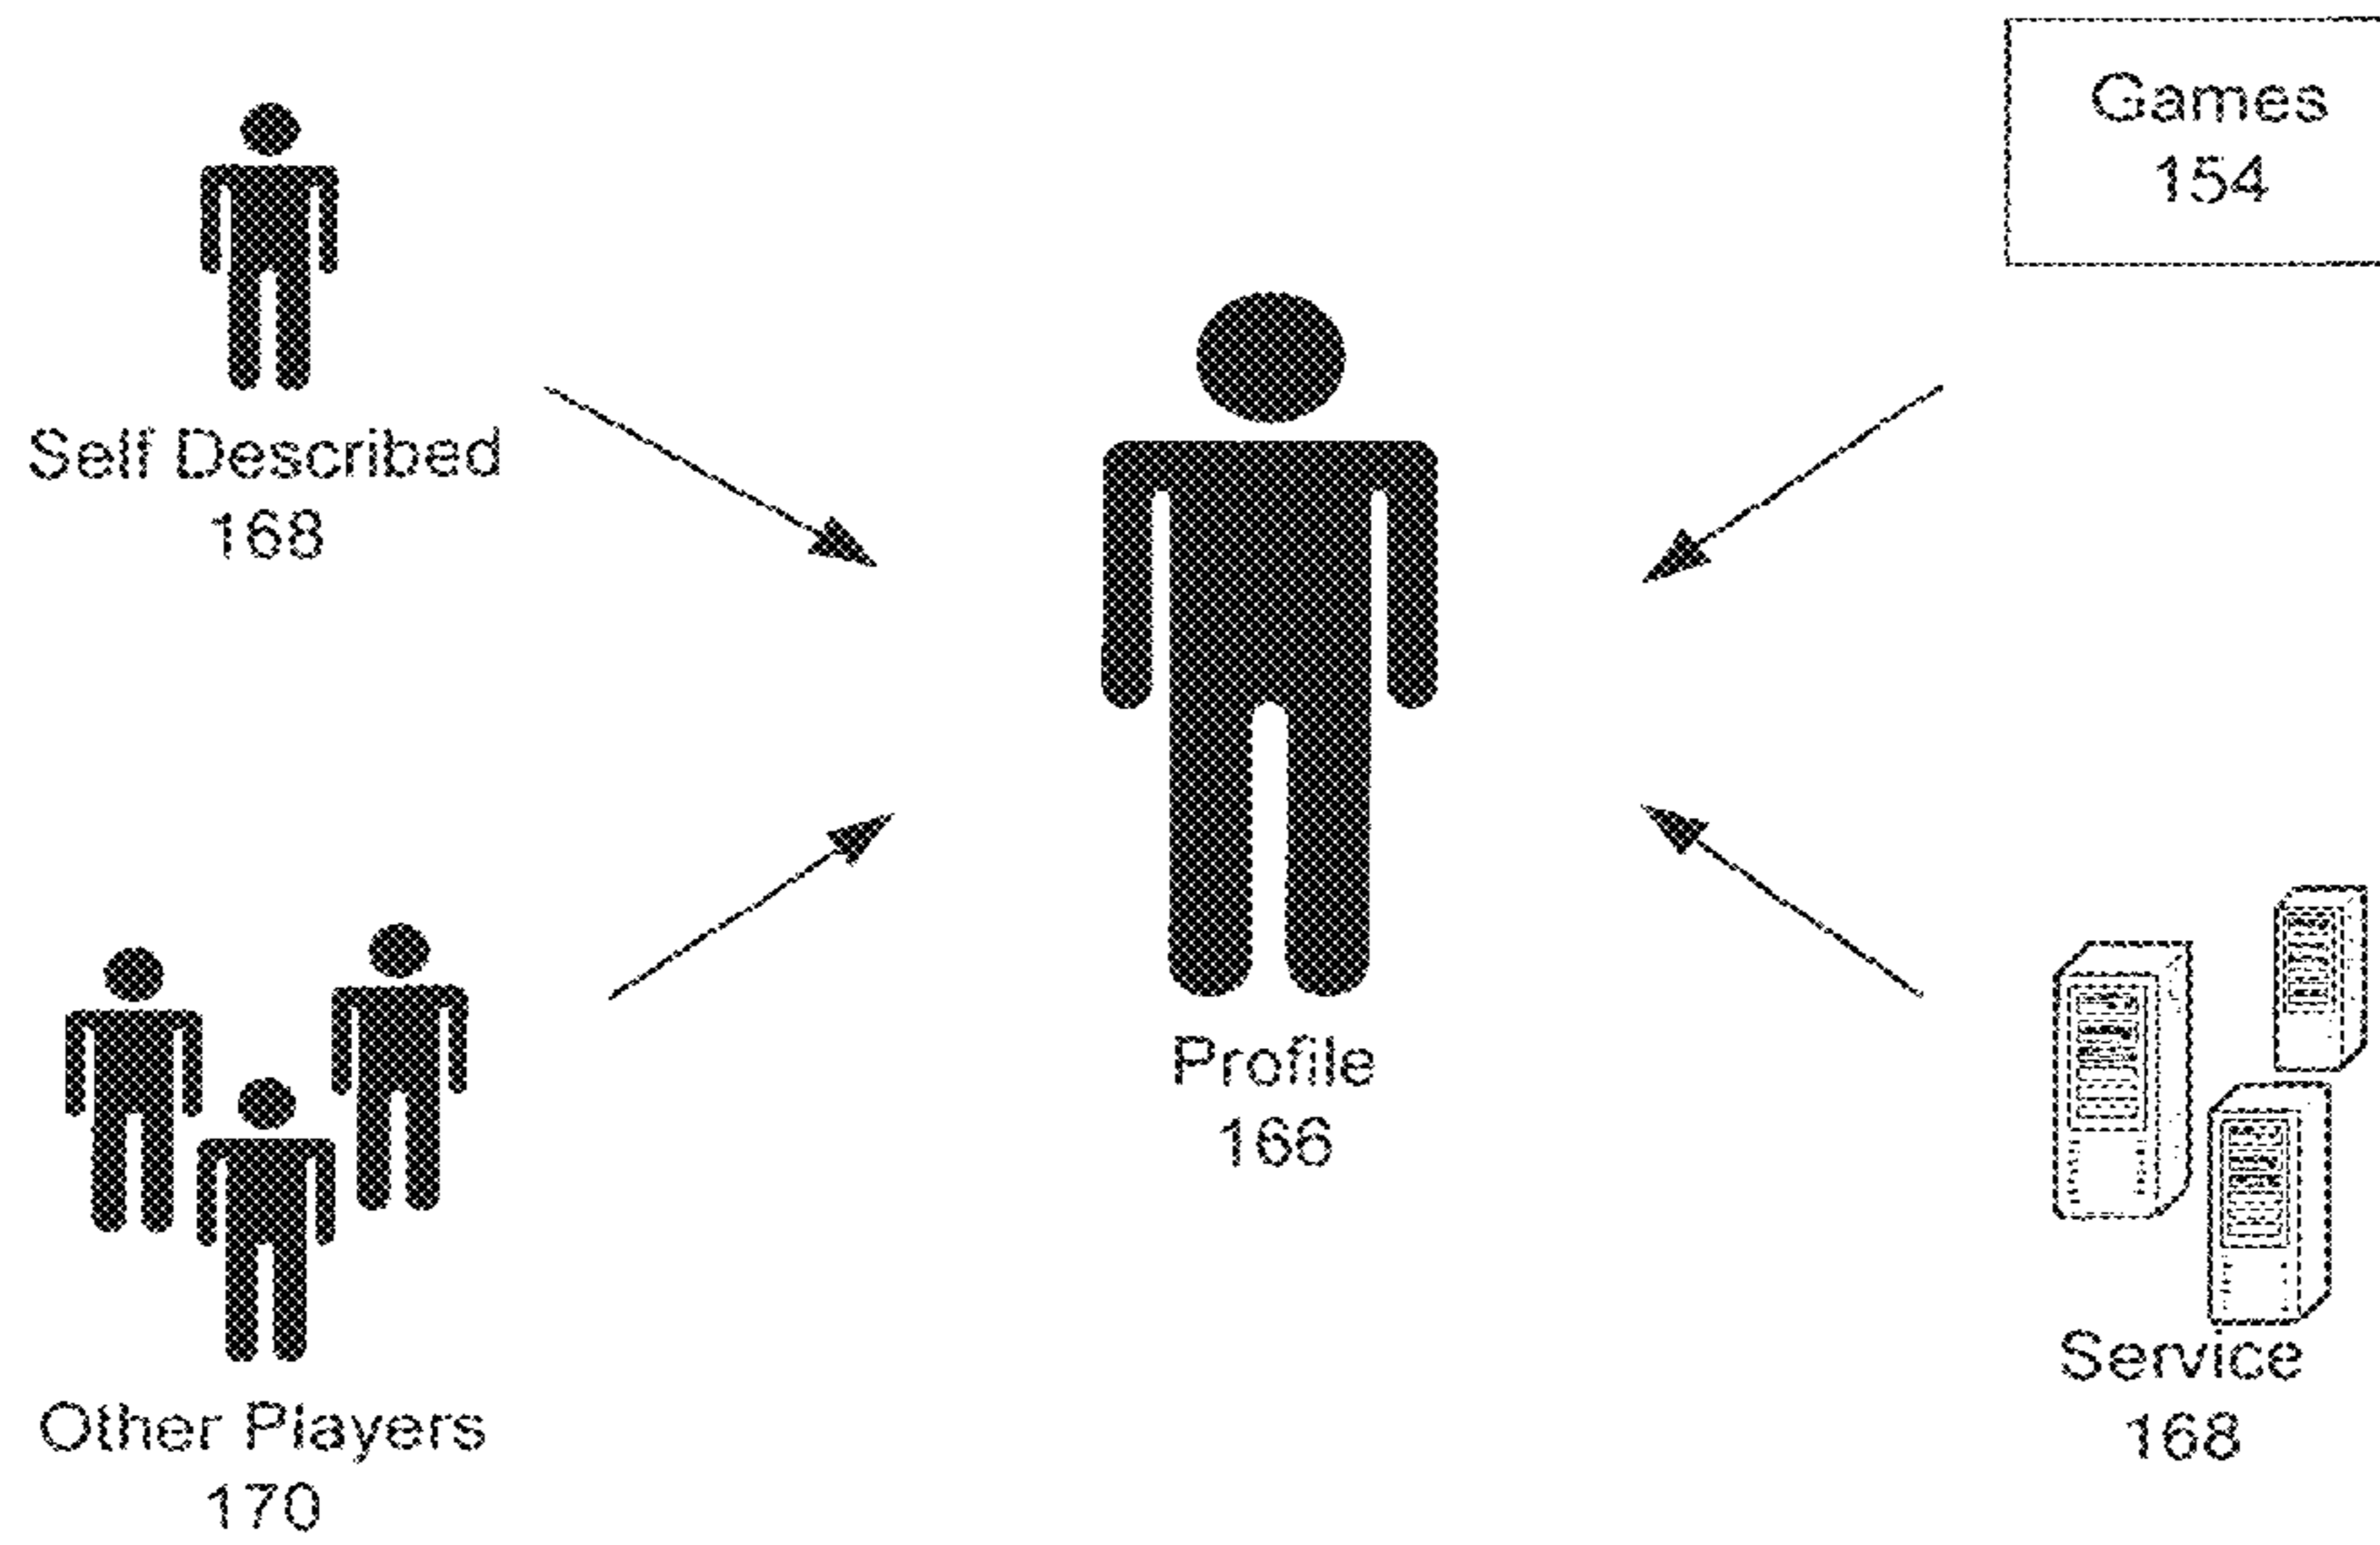 Games
154
Self Described
168
Profile
166
Other Players
170
Service
168